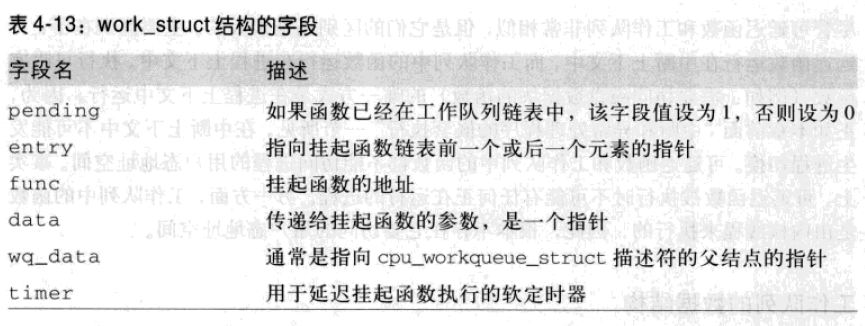 表 4-13：work_struct 结构的字段
字段名 描述
pending 如果函数已经在工作队列链表中，该字段值设为 1，否则设为 0
entry 指向挂起函数链表前一个或后一个元素的指针
func 挂起函数的地址
data 传递给挂起函数的参数，是一个指针
wq_data 通常是指向 cpu_workqueue_struct 描述符的父结点的指针
timer 用于延迟挂起函数执行的软定时器